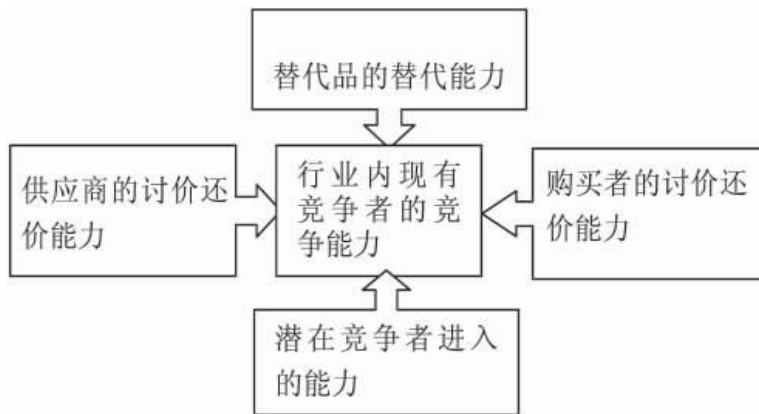 替代品的替代能力
供应商的讨价还
价能力
行业内现有
竞争者的竞
争能力
购买者的讨价还
价能力
潜在竞争者进入
的能力